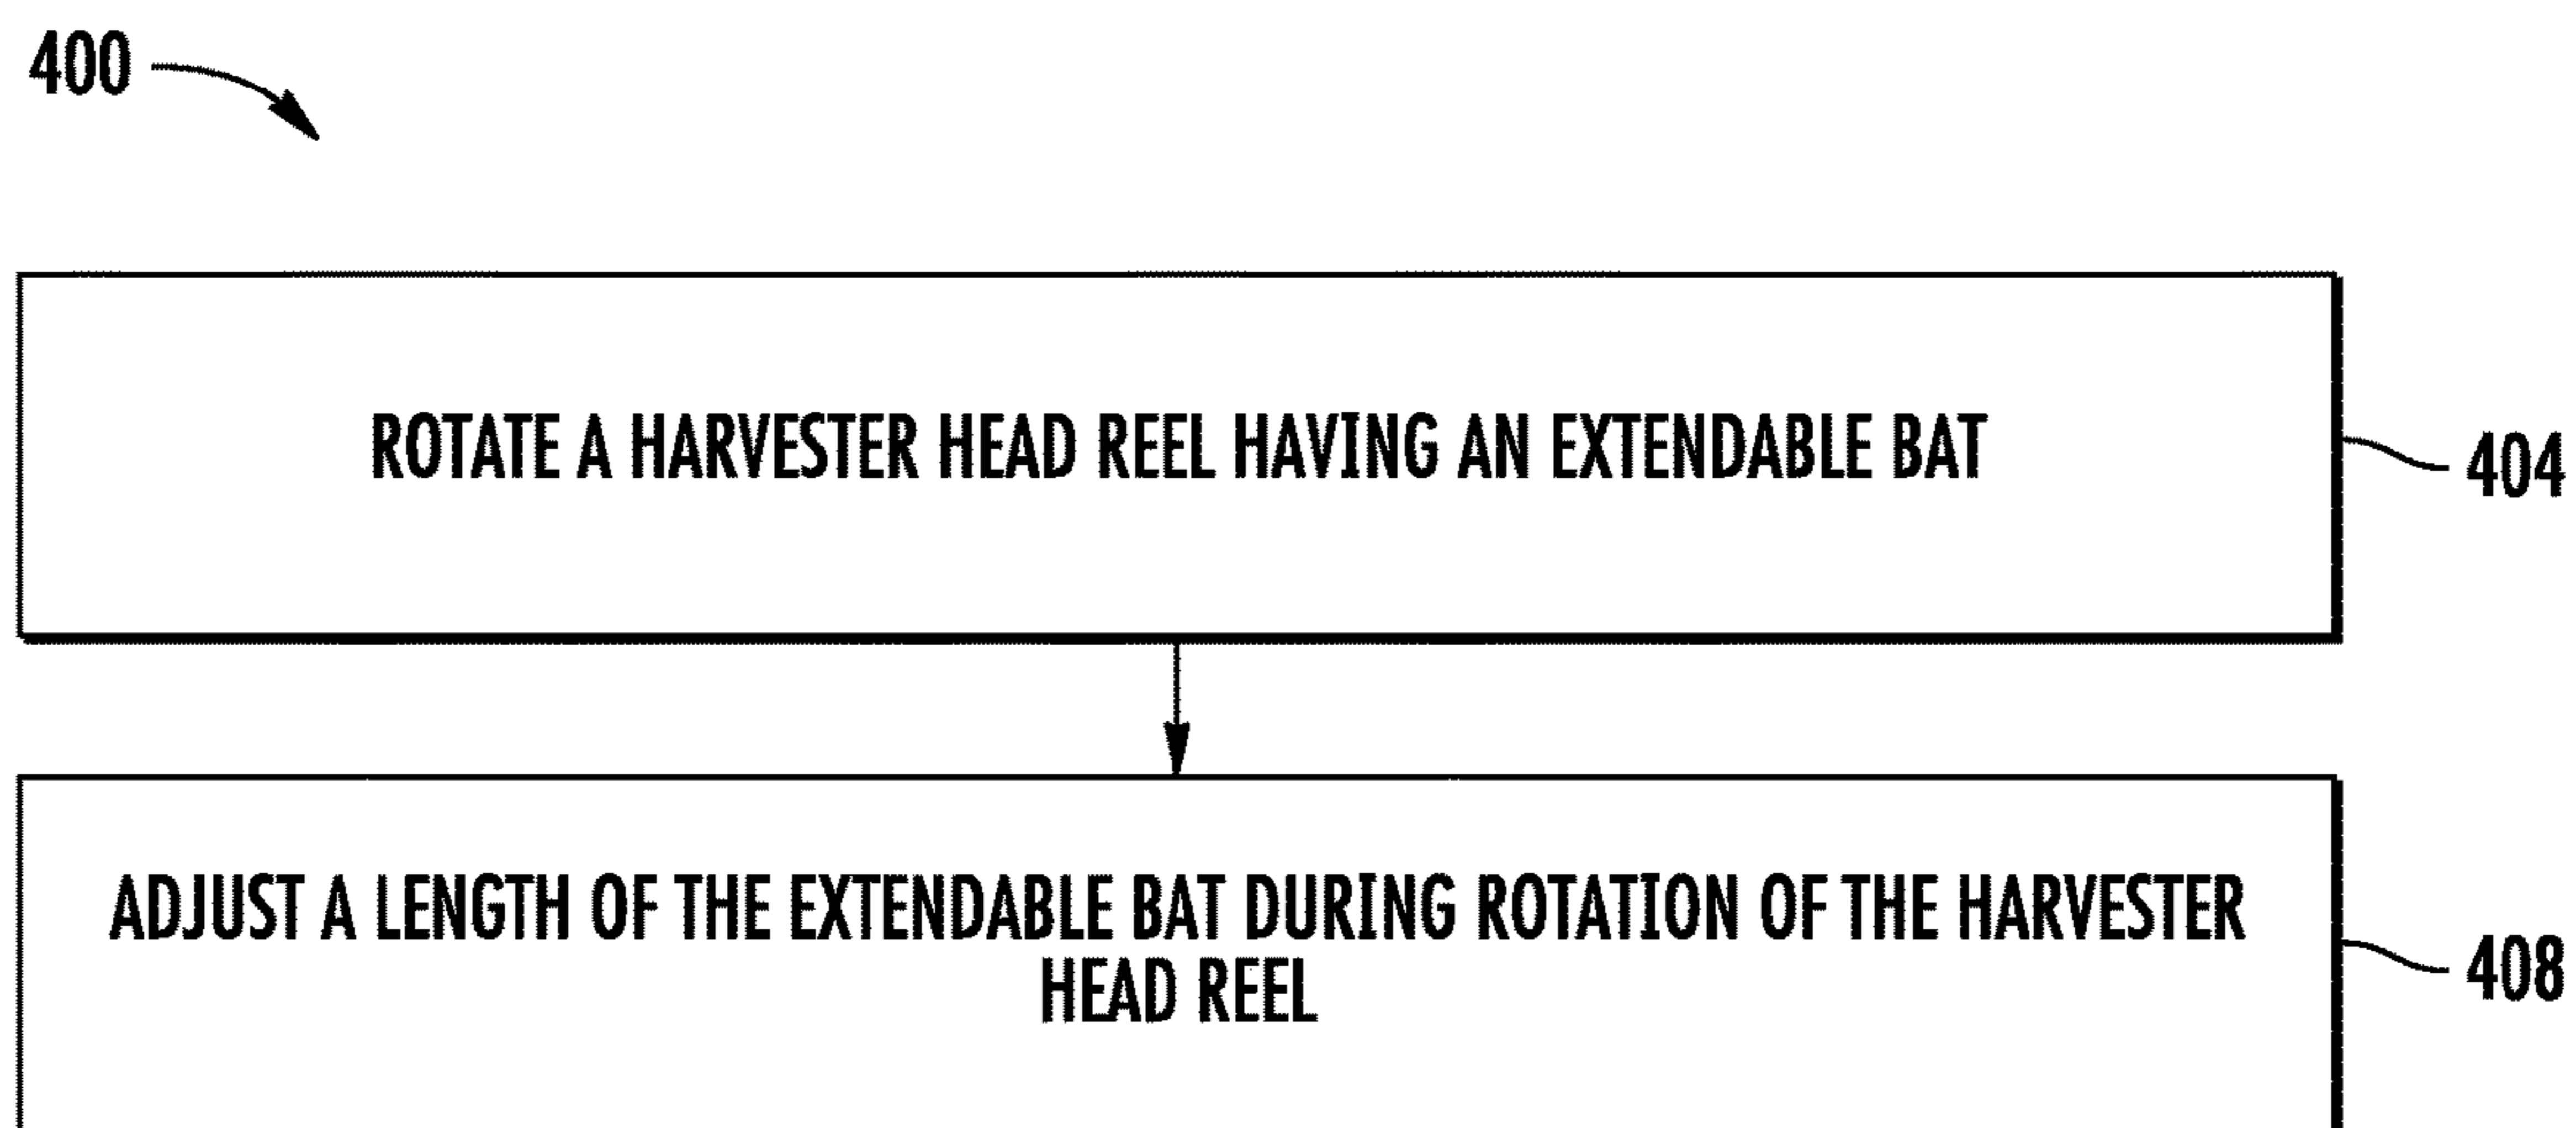 400
ROTATE A HARVESTER HEAD REEL HAVING AN EXTENDABLE BAT
404
ADJUST A LENGTH OF THE EXTENDABLE BAT DURING ROTATION OF THE HARVESTER
HEAD REEL
408